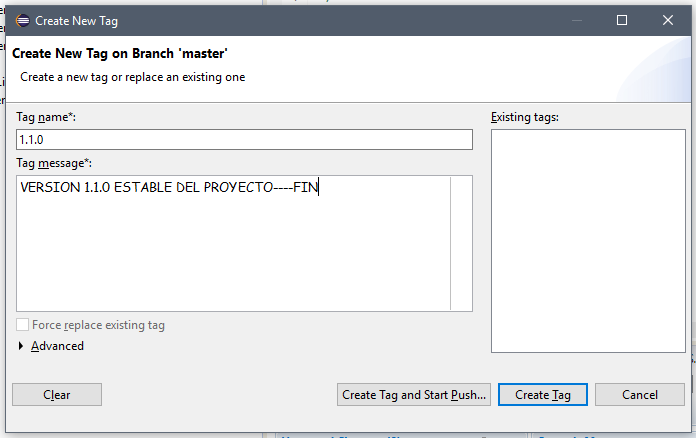 Create New Tag
Create New Tag on Branch 'master'
Create a new tag or replace an existing one
Tag name*:
Existing tags:
1.1.0
Tag message*:
VERSION 1.1.0 ESTABLE DEL PROYECTO----FIN
Force replace existing tag
Advanced
Clear
Create Tag and Start Push...
Create Tag
Cancel